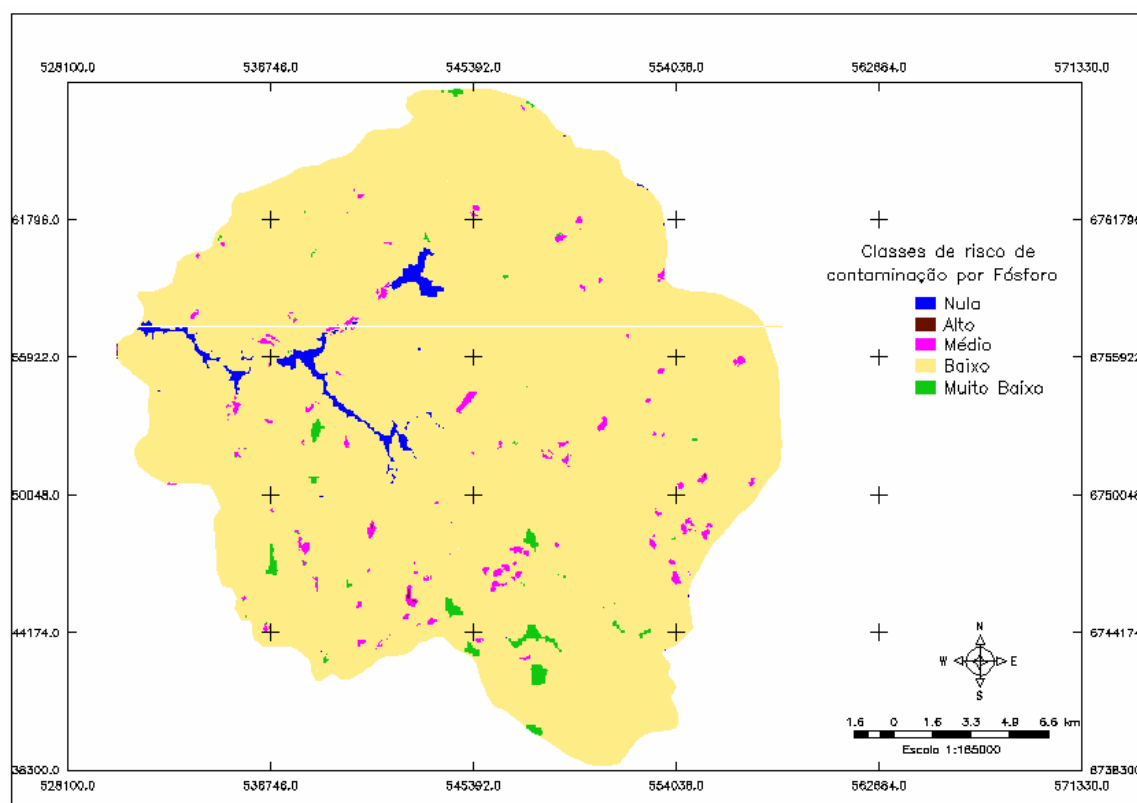 528100.0 536746.0 545392.0 554038.0 562684.0 571330.0
61796.0 6761796
Classes de risco de
contaminação por Fósforo
Nula
Alto
Médio
55922.0 6755922
Baixo
Muito Baixo
50048.0 6750048
44174.0 6744174
N
W E
S
1.6 0 1.6 3.3 4.9 6.6 km
Escala 1:165000
38300.0 6738300
528100.0 536746.0 545392.0 554038.0 562684.0 571330.0